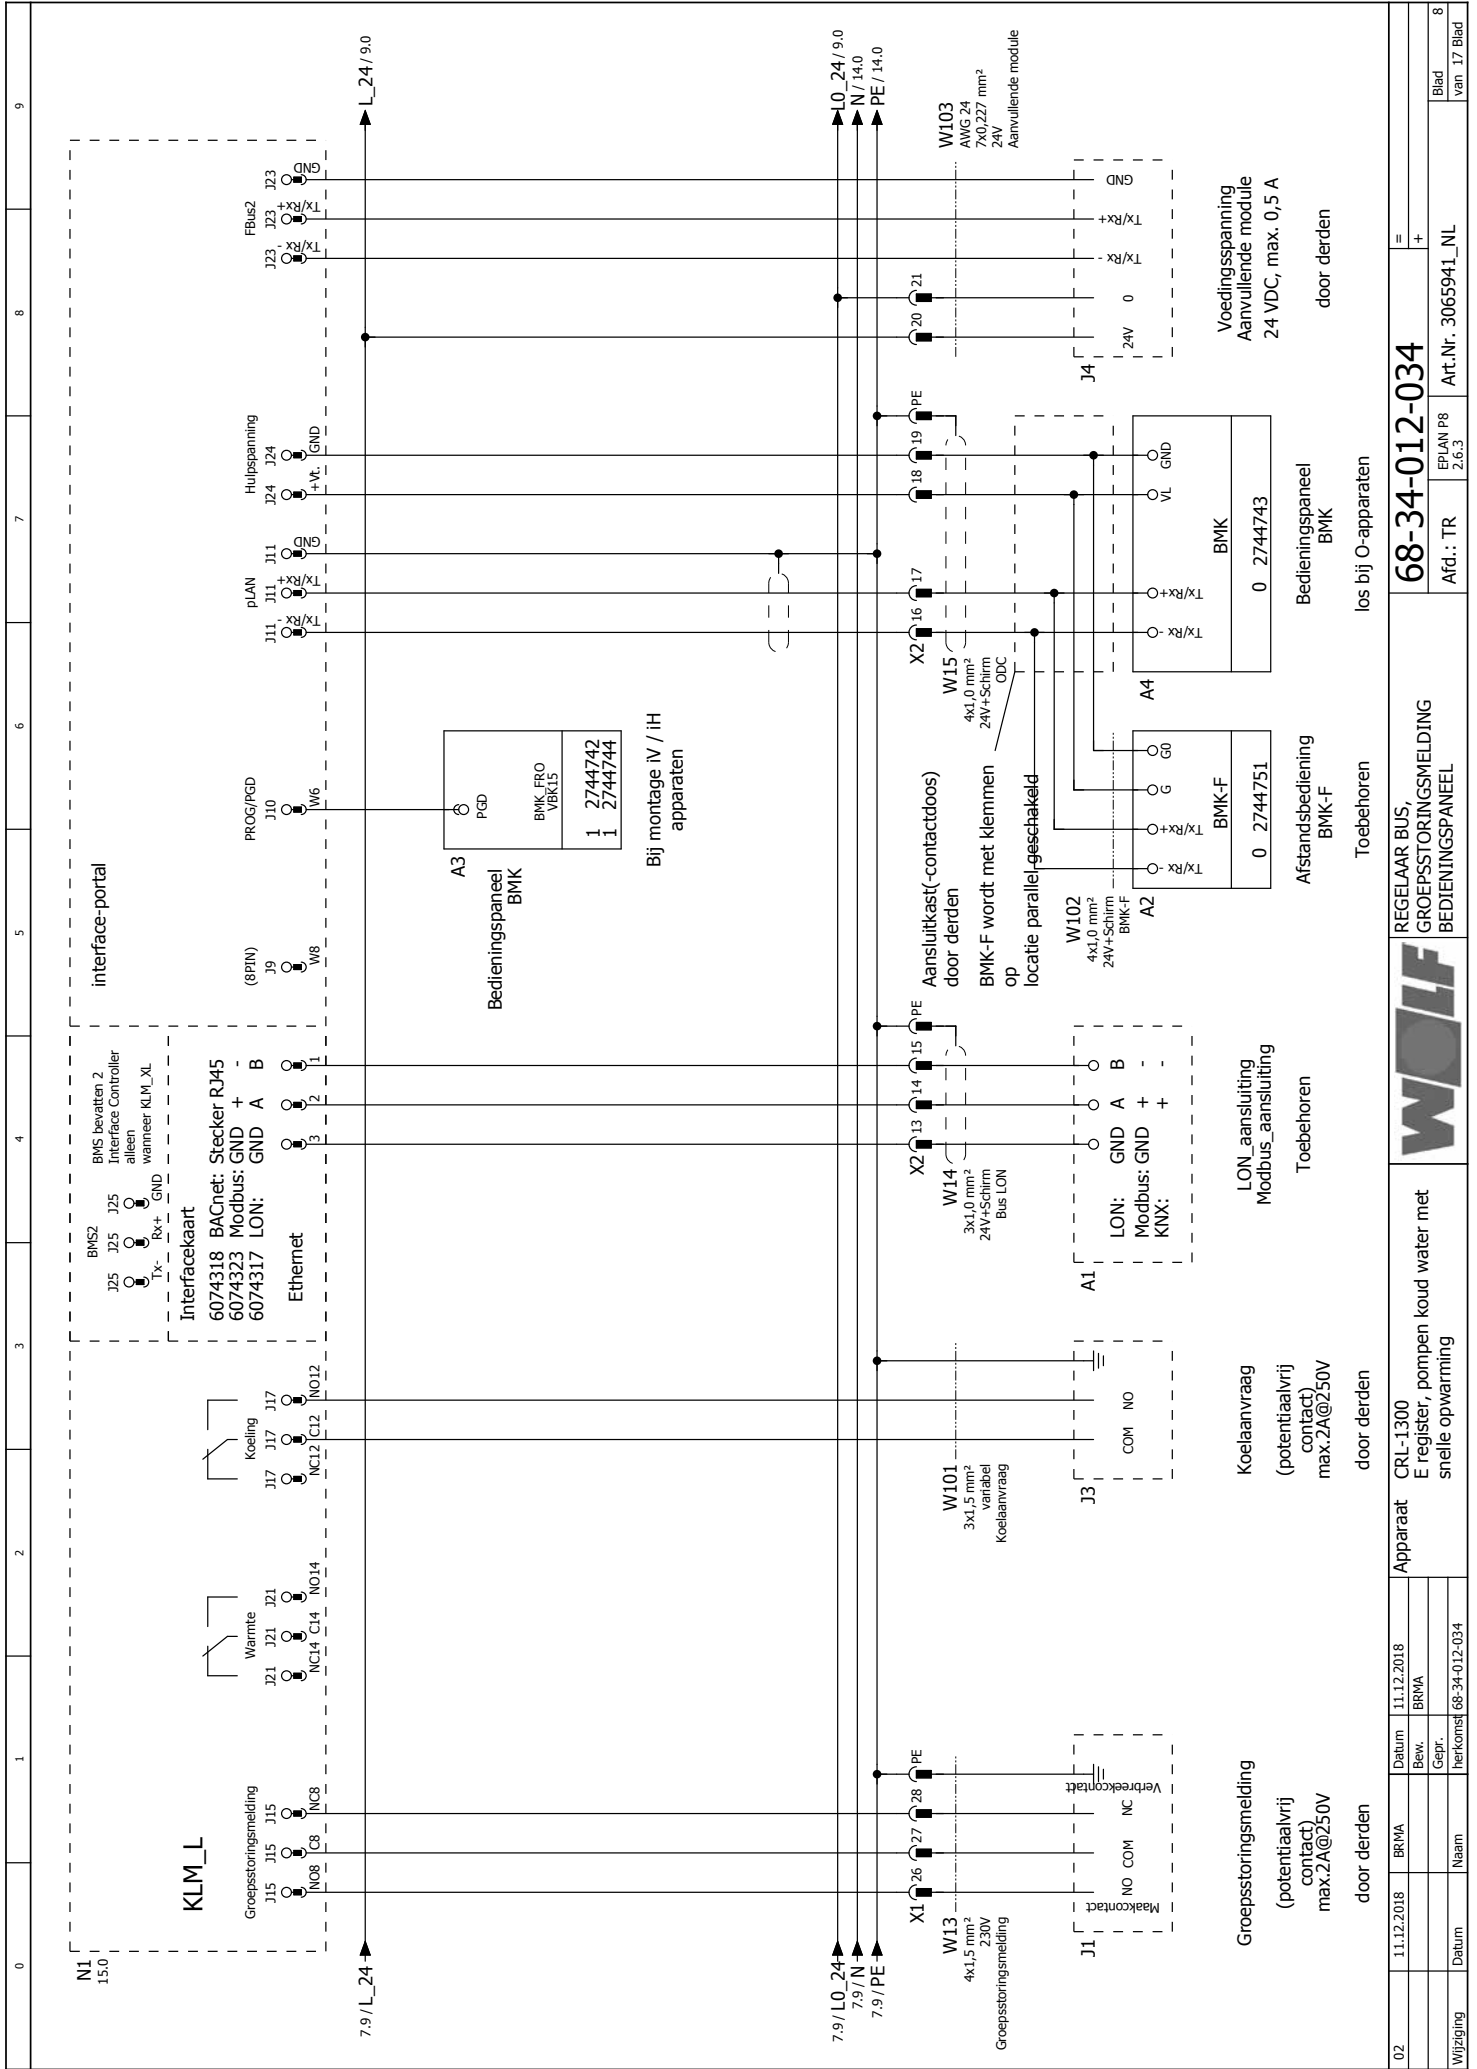 0 1 2 3 4 5 6 7 8 9
N1
15.0
KLM_L
Groepsstoringsmelding
J15 J15 J15
NO8 C8 NC8
Warmte
J21 J21 J21
NC14 C14 NO14
Koeling
J17 J17 J17
NC12 C12 NO12
BMS2
J25 J25 J25
Tx- Rx+ GND
BMS bevatten 2
Interface Controller
alleen
wanneer KLM_XL
Interfacekaart
6074318 BACnet: Stecker RJ45
6074323 Modbus: GND + -
6074317 LON: GND A B
Ethernet
3 2 1
interface-portal
(8PIN)
J9
W8
PROG/PGD
J10
W6
pLAN
J11 J11 J11
Tx/Rx - Tx/Rx+ GND
Hulpspanning
J24 J24
+Vt. GND
FBus2
J23 J23 J23
Tx/Rx - Tx/Rx+ GND
7.9 / L_24
L_24 / 9.0
A3
PGD
BMK_FRO
VBK15
1 2744742
1 2744744
Bedieningspaneel
BMK
Bij montage iV / iH
apparaten
7.9 / L0_24
7.9 / N
7.9 / PE
L0_24 / 9.0
N / 14.0
PE / 14.0
X1 26 27 28 PE
W13
4x1,5 mm²
230V
Groepsstoringsmelding
J1
NO COM NC
Maakcontact
Verbreekcontact
Groepsstoringsmelding
(potentiaalvrij
contact)
max.2A@250V
door derden
W101
3x1,5 mm²
variabel
Koelaanvraag
J3
COM NO
Koelaanvraag
(potentiaalvrij
contact)
max.2A@250V
door derden
X2 13 14 15 PE
W14
3x1,0 mm²
24V+Schirm
Bus LON
A1
LON: GND A B
Modbus: GND + -
KNX: + -
LON_aansluiting
Modbus_aansluiting
Toebehoren
Aansluitkast(-contactdoos)
door derden
BMK-F wordt met klemmen
op
locatie parallel geschakeld
W102
4x1,0 mm²
24V+Schirm
BMK-F
A2
Tx/Rx - Tx/Rx+ G G0
BMK-F
0 2744751
Afstandsbediening
BMK-F
Toebehoren
X2 16 17 18 19 PE
W15
4x1,0 mm²
24V+Schirm
ODC
A4
Tx/Rx - Tx/Rx+ VL GND
BMK
0 2744743
Bedieningspaneel
BMK
los bij O-apparaten
20 21
W103
AWG 24
7x0,227 mm²
24V
Aanvullende module
J4
24V 0 Tx/Rx - Tx/Rx+ GND
Voedingsspanning
Aanvullende module
24 VDC, max. 0,5 A
door derden
02 11.12.2018 BRMA
Wijziging Datum Naam
Datum 11.12.2018
Bew. BRMA
Gepr.
herkomst 68-34-012-034
Apparaat CRL-1300
E register, pompen koud water met
snelle opwarming
WOLF
REGELAAR BUS,
GROEPSSTORINGSMELDING
BEDIENINGSPANEEL
68-34-012-034
=
+
Afd.: TR
EPLAN P8
2.6.3
Art.Nr. 3065941_NL
Blad 8
van 17 Blad